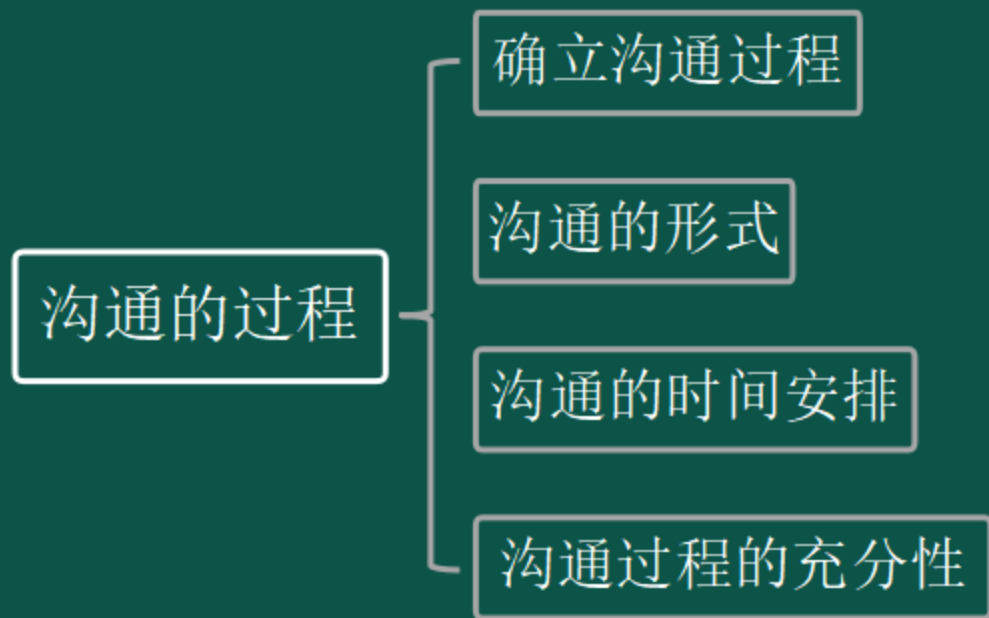 确立沟通过程
沟通的形式
沟通的过程
沟通的时间安排
沟通过程的充分性